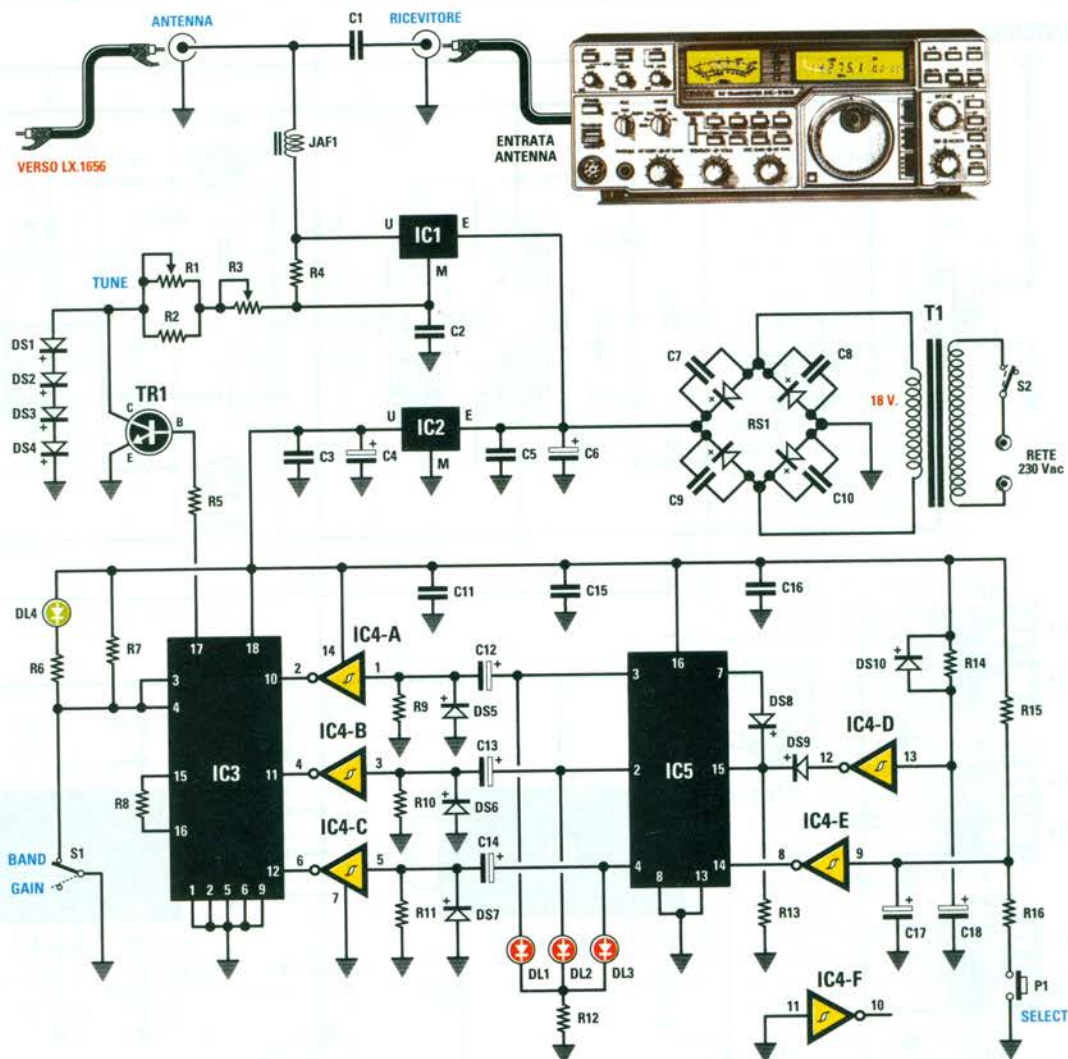 ANTENNA
C1
RICEVITORE
VERSO LX.1656
JAF1
ENTRATA
ANTENNA
U
IC1
E
M
R4
R1
R3
TUNE
R2
C2
T1
DS1
DS2
DS3
DS4
TR1
C
B
E
C7
C8
18 V.
S2
RS1
U
IC2
E
M
C3
C4
C5
C6
C9
C10
RETE
230 Vac
R5
DL4
R6
R7
C11
C15
C16
17
18
3
4
15
16
10
11
12
IC3
R8
1
2
5
6
9
IC4-A
14
2
1
C12
R9
DS5
IC4-B
4
3
C13
R10
DS6
IC4-C
6
5
7
C14
R11
DS7
16
3
7
2
15
IC5
4
14
8
13
DS8
DS9
DS10
R14
R15
IC4-D
12
13
IC4-E
8
9
R13
C17
C18
R16
BAND
S1
GAIN
DL1
DL2
DL3
R12
IC4-F
11
10
P1
SELECT